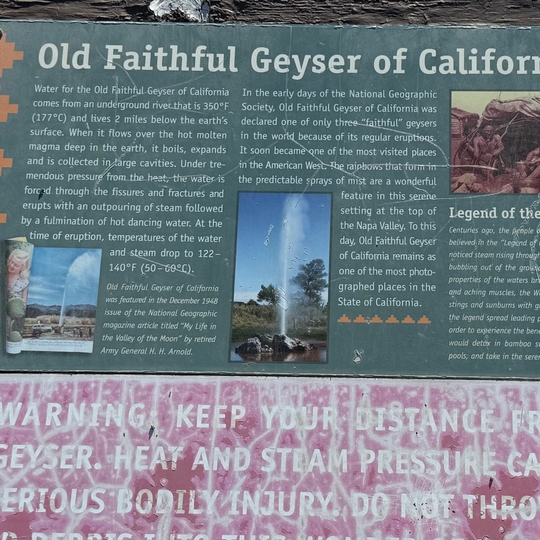 Old Faithful Geyser of Californ
Water for the Old Faithful Geyser of California
comes from an underground river that is 350°F
(177°C) and lives 2 miles below the earth's
surface. When it flows over the hot molten
magma deep in the earth, it boils, expands
and is collected in large cavities. Under tre-
mendous pressure from the heat, the water is
forced through the fissures and fractures and
erupts with an outpouring of steam followed
by a fulmination of hot dancing water. At the
time of eruption, temperatures of the water
and steam drop to 122–
140°F (50–60°C).
Old Faithful Geyser of California
was featured in the December 1948
issue of the National Geographic
magazine article titled "My Life in
the Valley of the Moon" by retired
Army General H. H. Arnold.
In the early days of the National Geographic
Society, Old Faithful Geyser of California was
declared one of only three "faithful" geysers
in the world because of its regular eruptions.
It soon became one of the most visited places
in the American West. The rainbows that form in
the predictable sprays of mist are a wonderful
feature in this serene
setting at the top of
the Napa Valley. To this
day, Old Faithful Geyser
of California remains as
one of the most photo-
graphed places in the
State of California.
Legend of the
Centuries ago, the people o
believed in the "Legend of
noticed steam rising through
bubbling out of the ground
properties of the waters br
and aching muscles, the W
stings and sunburns with
the legend spread leading p
order to experience the bene
would detox in bamboo s
pools, and take in the seren
WARNING: KEEP YOUR DISTANCE FR
GEYSER. HEAT AND STEAM PRESSURE CA
ERIOUS BODILY INJURY. DO NOT THRO
DEBRIS INTO THIS